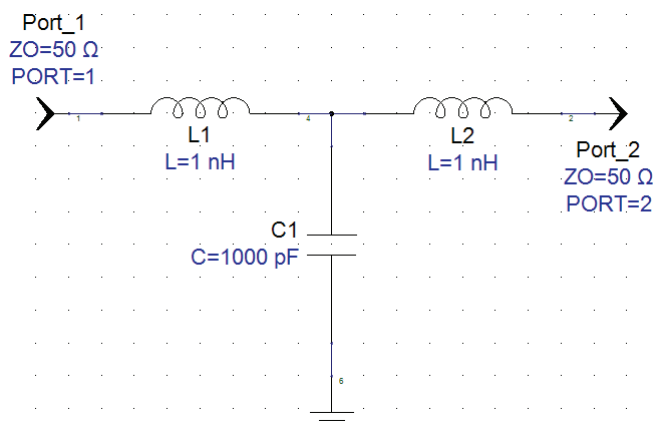 Port_1
ZO=50 Ω
PORT=1
1
L1
L=1 nH
4
L2
L=1 nH
2
Port_2
ZO=50 Ω
PORT=2
C1
C=1000 pF
6